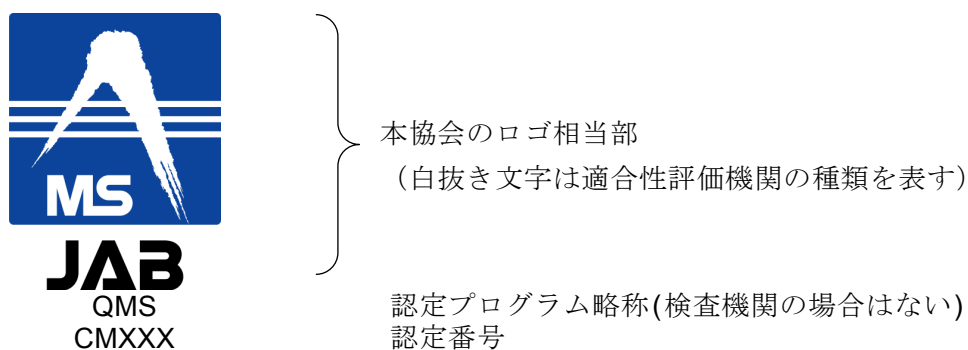 MS
JAB
QMS
CMXXX
本協会のロゴ相当部
（白抜き文字は適合性評価機関の種類を表す）
認定プログラム略称(検査機関の場合はない)
認定番号